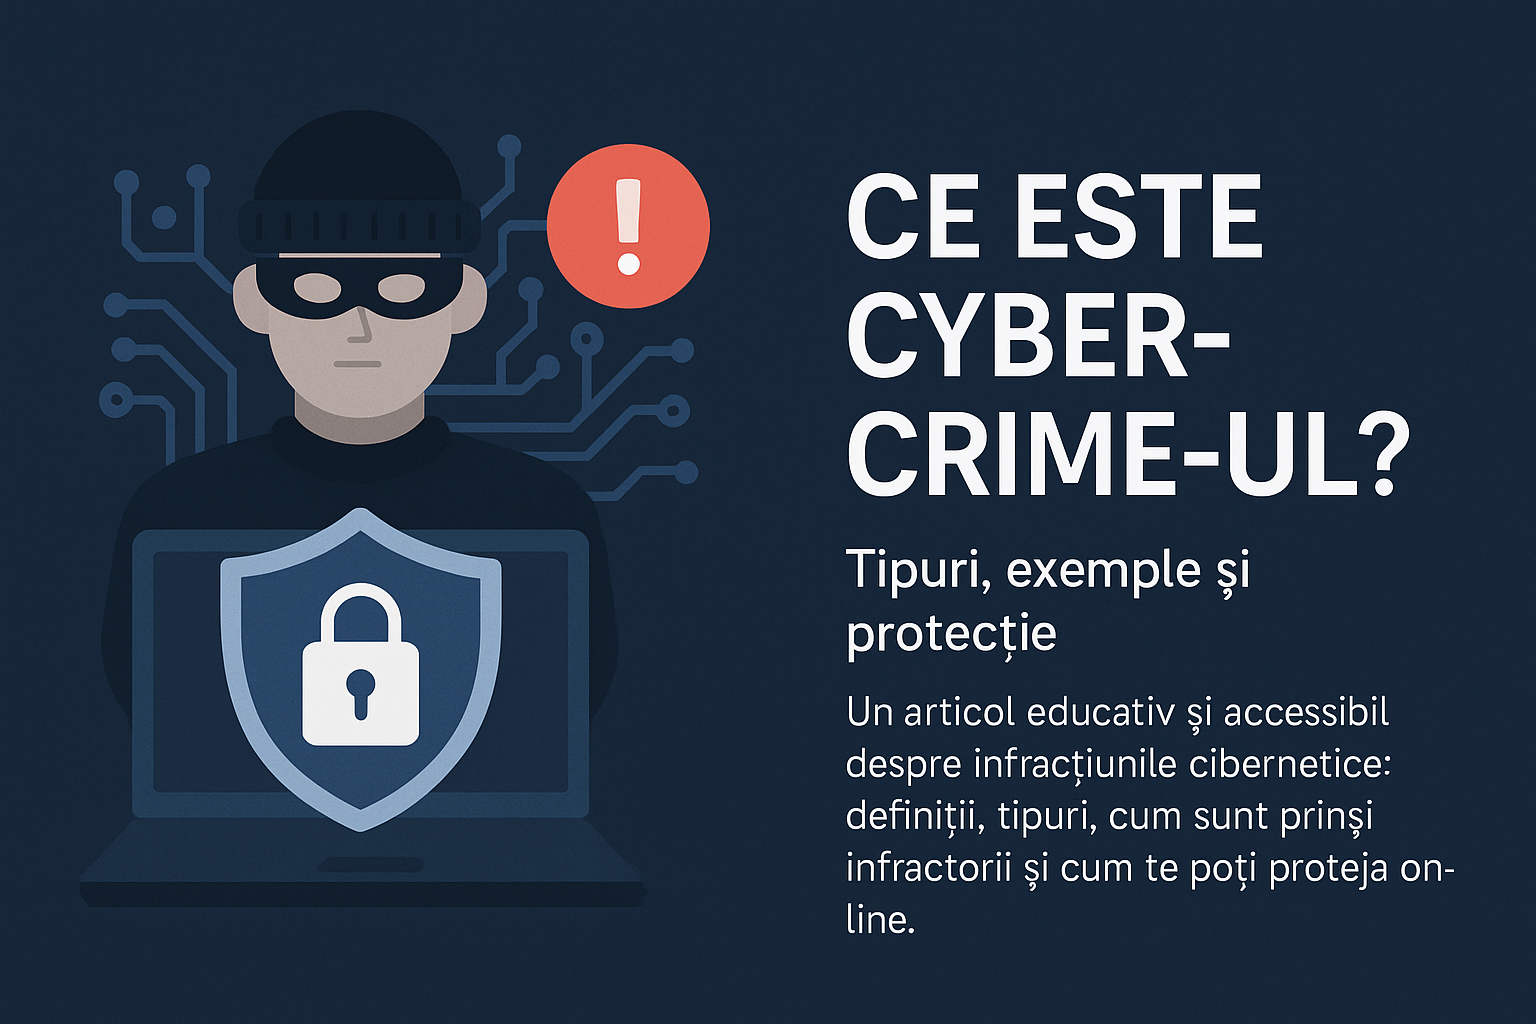 CE ESTE
CYBER-
CRIME-UL?
Tipuri, exemple și
protecție
Un articol educativ și accessibil
despre infracțiunile cibernetice:
definiții, tipuri, cum sunt prinși
infractorii și cum te poți proteja on-
line.